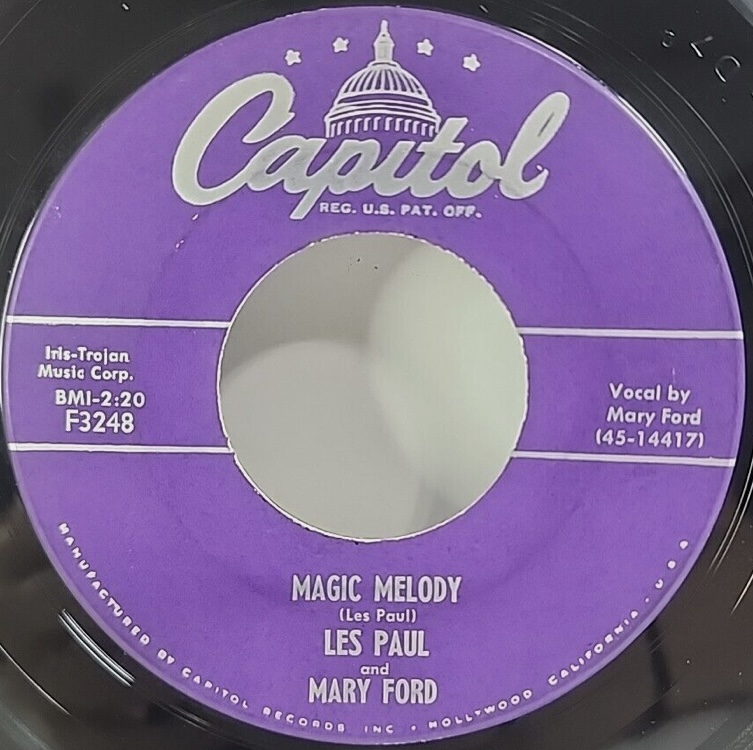 Capitol
REG. U.S. PAT. OFF.
Iris-Trojan
Music Corp.
BMI-2:20
F3248
Vocal by
Mary Ford
(45-14417)
MAGIC MELODY
(Les Paul)
LES PAUL
and
MARY FORD
MANUFACTURED BY CAPITOL RECORDS INC • HOLLYWOOD CALIFORNIA • U S A